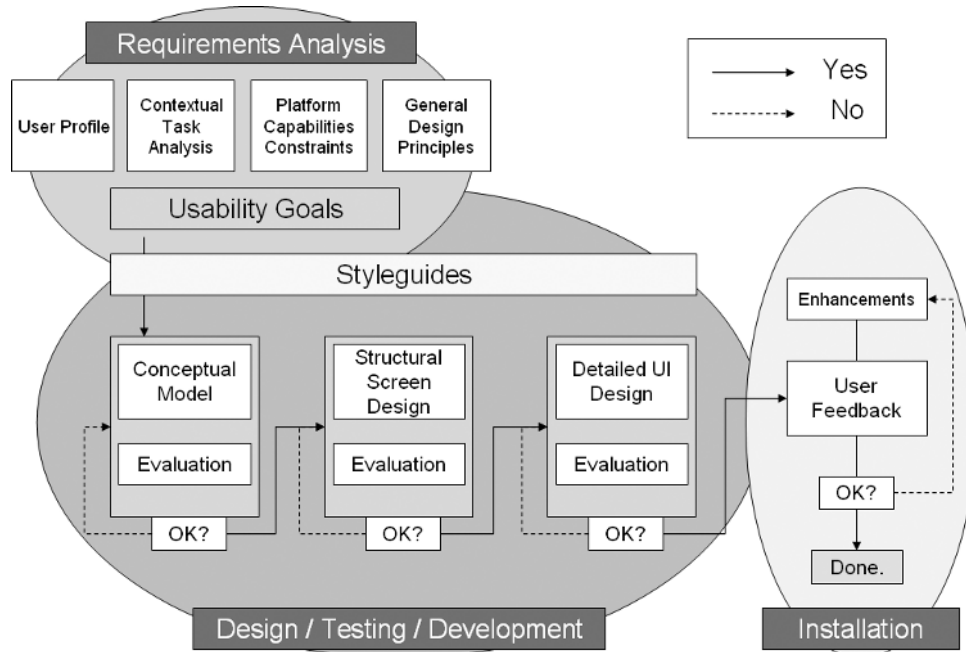 Requirements Analysis
User Profile
Contextual
Task
Analysis
Platform
Capabilities
Constraints
General
Design
Principles
Usability Goals
Yes
No
Styleguides
Conceptual
Model
Evaluation
OK?
Structural
Screen
Design
Evaluation
OK?
Detailed UI
Design
Evaluation
OK?
Enhancements
User
Feedback
OK?
Done.
Design / Testing / Development
Installation